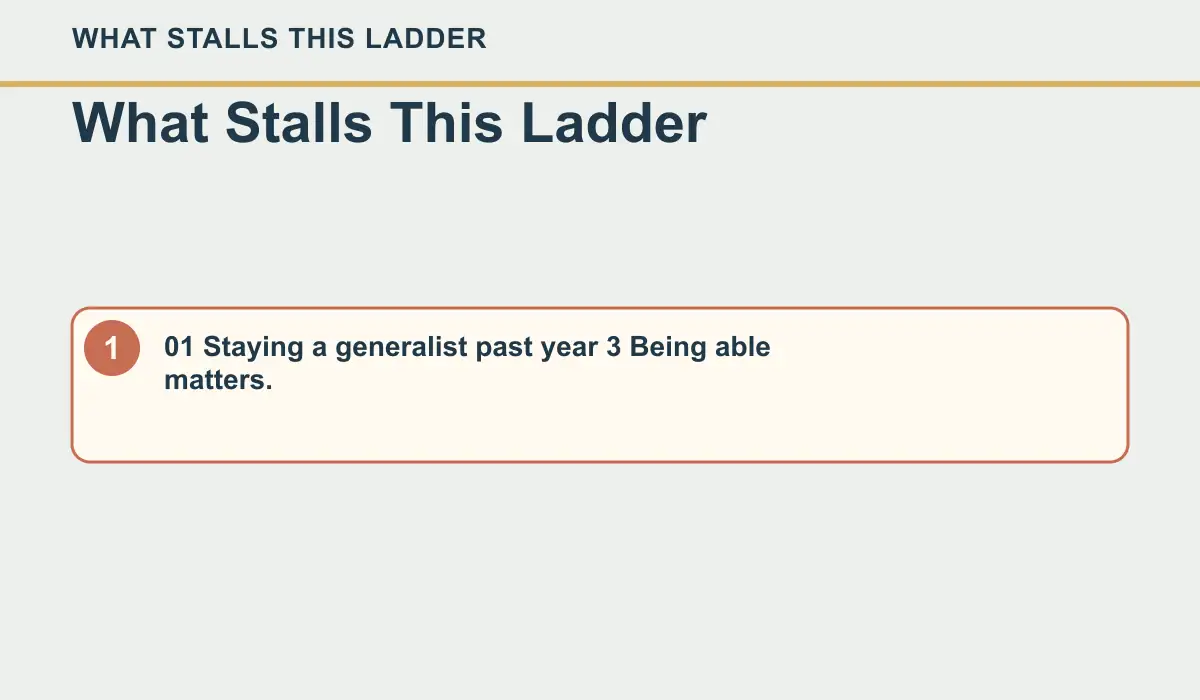 WHAT STALLS THIS LADDER
What Stalls This Ladder
1
01 Staying a generalist past year 3 Being able
matters.